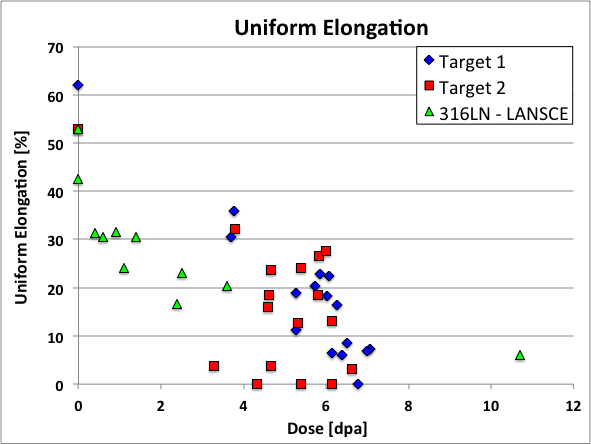 Uniform Elongation
Target 1
Target 2
316LN - LANSCE
Uniform Elongation [%]
70
60
50
40
30
20
10
0
0 2 4 6 8 10 12
Dose [dpa]